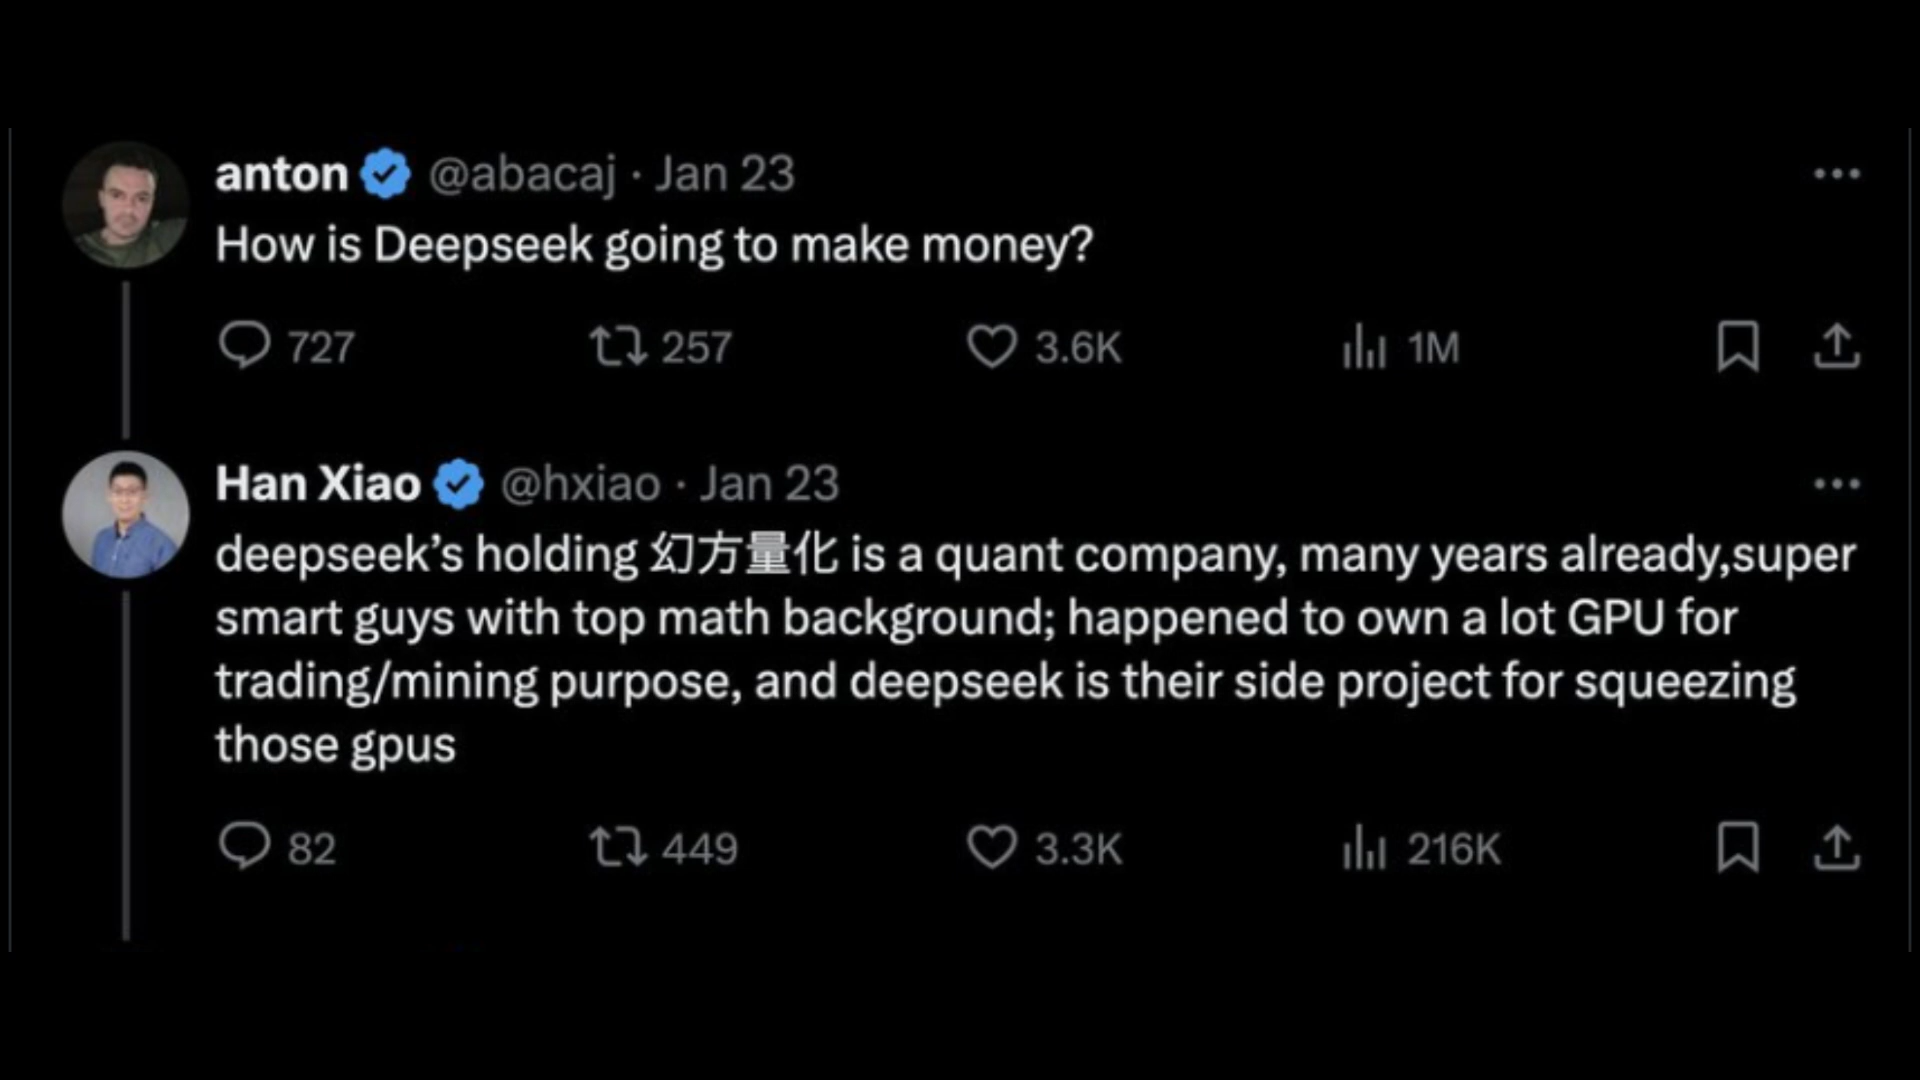 anton @abacaj · Jan 23
How is Deepseek going to make money?
727 257 3.6K 1M
Han Xiao @hxiao · Jan 23
deepseek’s holding 幻方量化 is a quant company, many years already,super
smart guys with top math background; happened to own a lot GPU for
trading/mining purpose, and deepseek is their side project for squeezing
those gpus
82 449 3.3K 216K